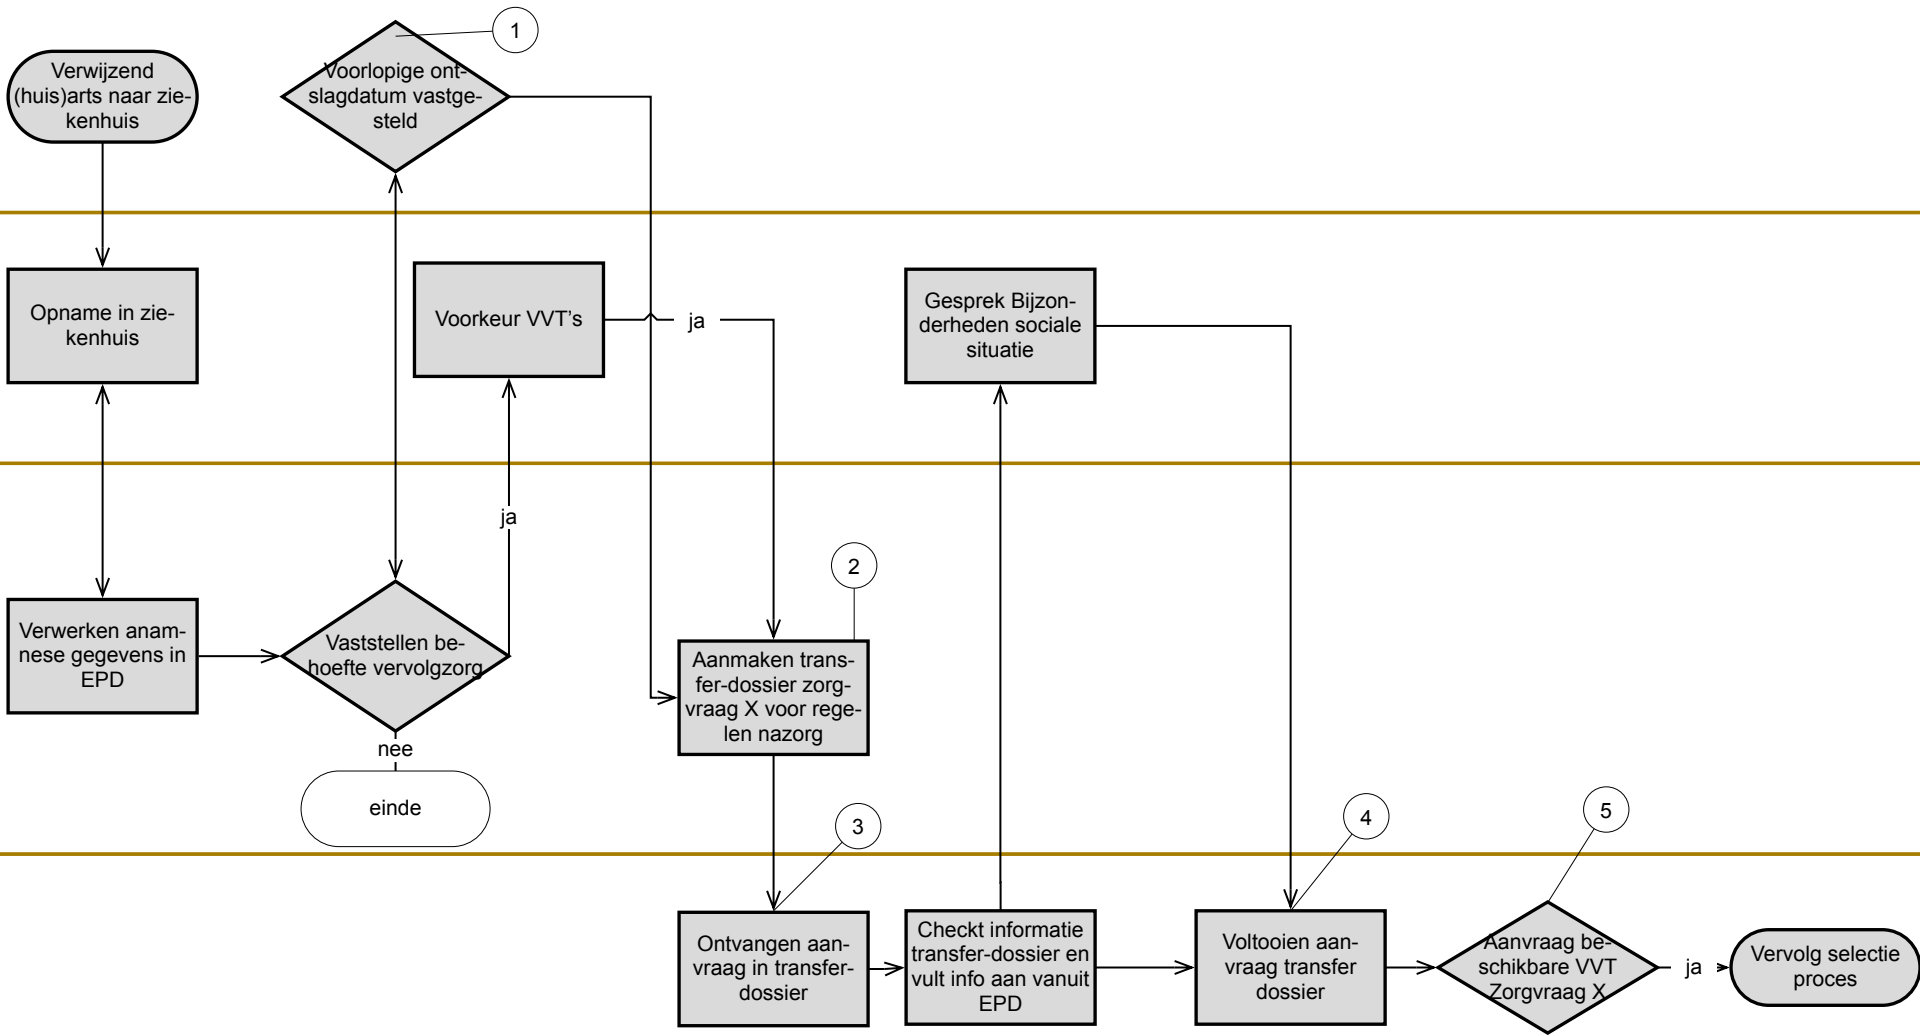 1
Verwijzend
(huis)arts naar zie-
kenhuis
Voorlopige ont-
slagdatum vastge-
steld
Opname in zie-
kenhuis
Voorkeur VVT's
ja
Gesprek Bijzon-
derheden sociale
situatie
ja
2
Verwerken anam-
nese gegevens in
EPD
Vaststellen be-
hoefte vervolgzorg
Aanmaken trans-
fer-dossier zorg-
vraag X voor rege-
len nazorg
nee
einde
3
4
5
Ontvangen aan-
vraag in transfer-
dossier
Checkt informatie
transfer-dossier en
vult info aan vanuit
EPD
Voltooien aan-
vraag transfer
dossier
Aanvraag be-
schikbare VVT
Zorgvraag X
ja
Vervolg selectie
proces